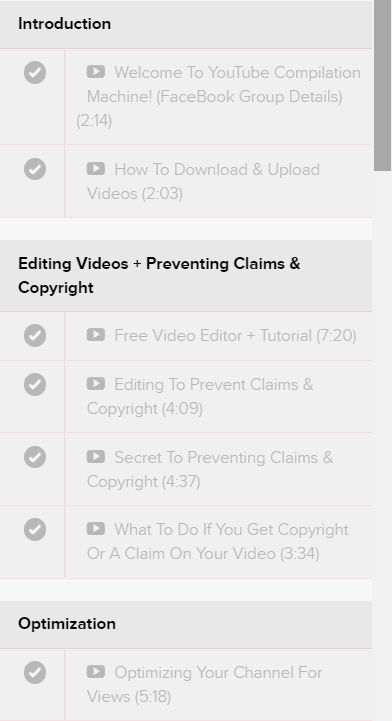 Introduction
Welcome To YouTube Compilation
Machine! (FaceBook Group Details)
(2:14)
How To Download & Upload
Videos (2:03)
Editing Videos + Preventing Claims &
Copyright
Free Video Editor + Tutorial (7:20)
Editing To Prevent Claims &
Copyright (4:09)
Secret To Preventing Claims &
Copyright (4:37)
What To Do If You Get Copyright
Or A Claim On Your Video (3:34)
Optimization
Optimizing Your Channel For
Views (5:18)